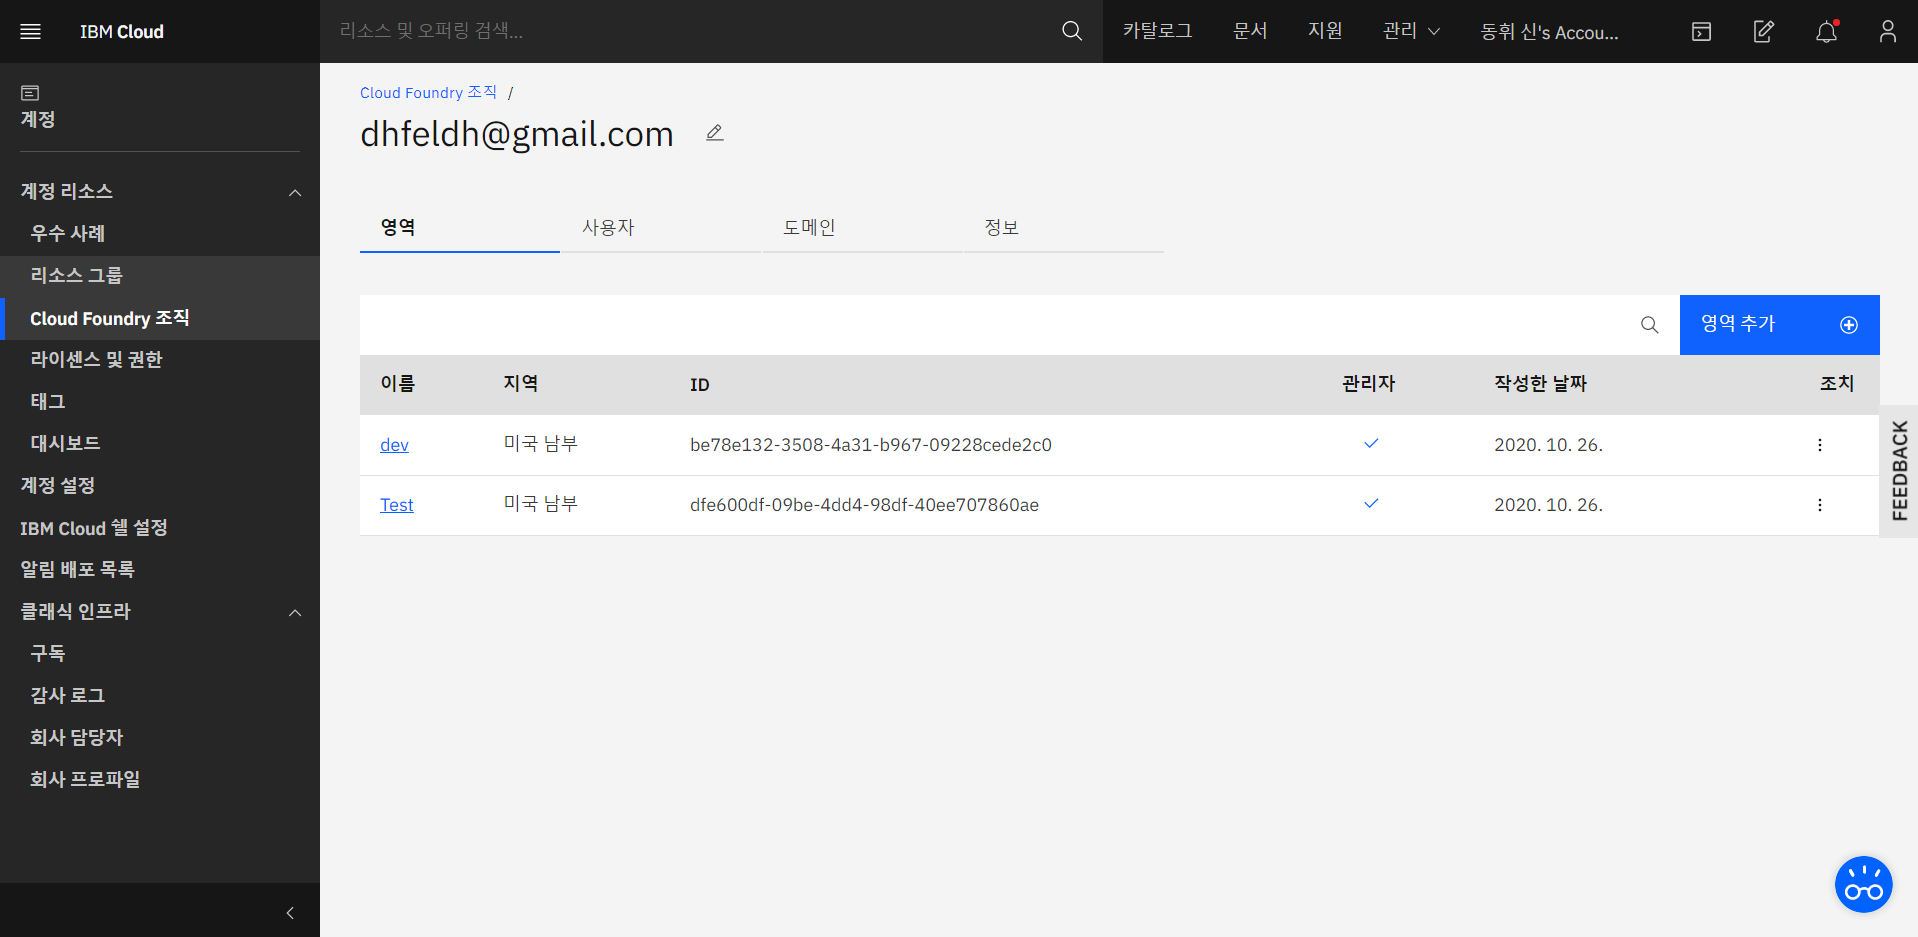 IBM Cloud
리소스 및 오퍼링 검색...
카탈로그
문서
지원
관리
동휘 신's Accou...
계정
계정 리소스
우수 사례
리소스 그룹
Cloud Foundry 조직
라이센스 및 권한
태그
대시보드
계정 설정
IBM Cloud 쉘 설정
알림 배포 목록
클래식 인프라
구독
감사 로그
회사 담당자
회사 프로파일
Cloud Foundry 조직 /
dhfeldh@gmail.com
영역 사용자 도메인 정보
영역 추가
이름 지역 ID 관리자 작성한 날짜 조치
dev 미국 남부 be78e132-3508-4a31-b967-09228cede2c0 2020. 10. 26.
Test 미국 남부 dfe600df-09be-4dd4-98df-40ee707860ae 2020. 10. 26.
FEEDBACK